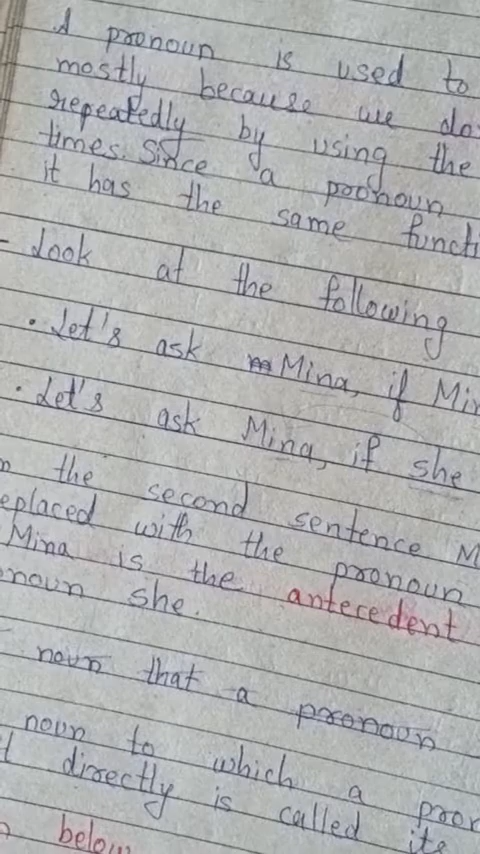 A pronoun is used to
mostly because we do
repeatedly by using the
times. Since a pronoun
it has the same functi
- Look at the following
• Let's ask Mina, if Min
• Let's ask Mina, if she
n the second sentence M
eplaced with the pronoun
Mina is the antecedent
noun she.
noun that a pronoun
noun to which a pron
directly is called its
below